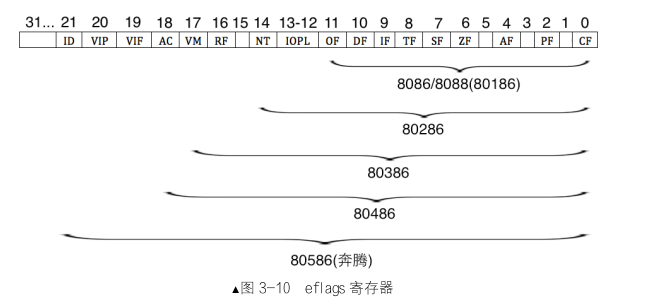 31... 21 20 19 18 17 16 15 14 13-12 11 10 9 8 7 6 5 4 3 2 1 0
ID VIP VIF AC VM RF NT IOPL OF DF IF TF SF ZF AF PF CF
8086/8088(80186)
80286
80386
80486
80586(奔腾)
▲图 3-10 eflags 寄存器